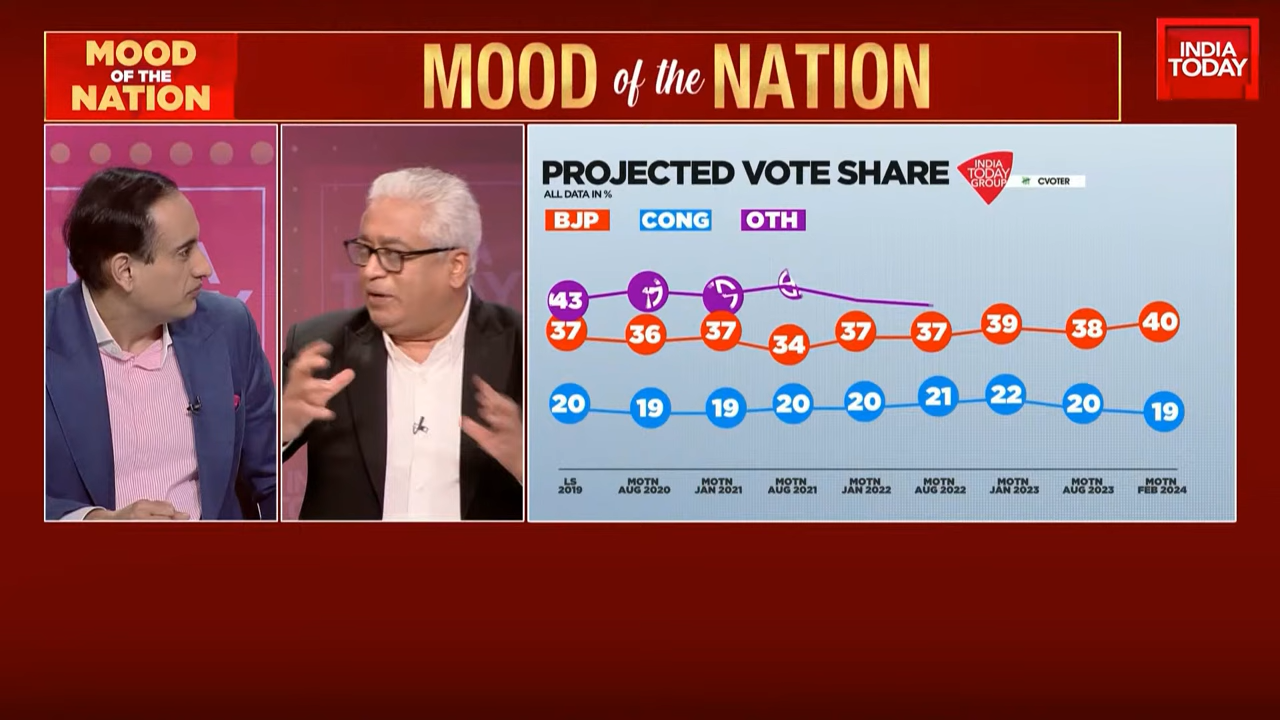 MOOD
OF THE
NATION
MOOD of the NATION
INDIA
TODAY
PROJECTED VOTE SHARE
ALL DATA IN %
INDIA
TODAY
GROUP
CVOTER
BJP CONG OTH
43
37 36 37 34 37 37 39 38 40
20 19 19 20 20 21 22 20 19
LS
2019
MOTN
AUG 2020
MOTN
JAN 2021
MOTN
AUG 2021
MOTN
JAN 2022
MOTN
AUG 2022
MOTN
JAN 2023
MOTN
AUG 2023
MOTN
FEB 2024